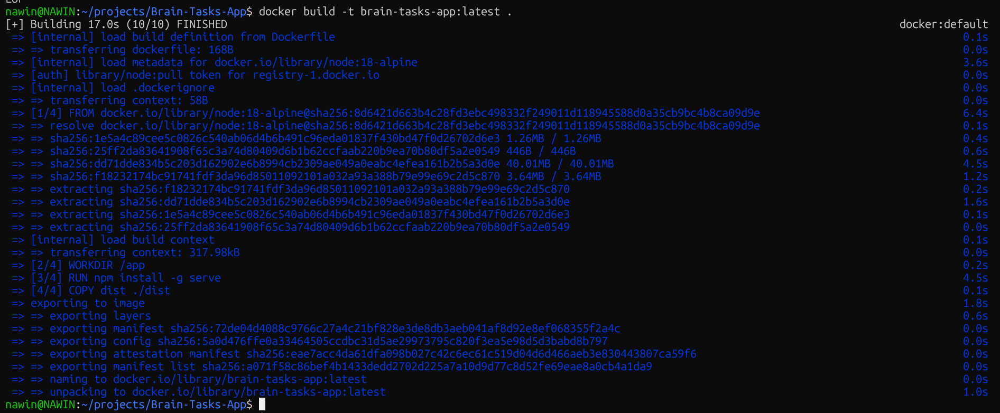 EOF
nawin@NAWIN:~/projects/Brain-Tasks-App$ docker build -t brain-tasks-app:latest .
[+] Building 17.0s (10/10) FINISHED docker:default
=> [internal] load build definition from Dockerfile 0.1s
=> => transferring dockerfile: 168B 0.0s
=> [internal] load metadata for docker.io/library/node:18-alpine 3.6s
=> [auth] library/node:pull token for registry-1.docker.io 0.0s
=> [internal] load .dockerignore 0.0s
=> => transferring context: 58B 0.0s
=> [1/4] FROM docker.io/library/node:18-alpine@sha256:8d6421d663b4c28fd3ebc498332f249011d118945588d0a35cb9bc4b8ca09d9e 6.4s
=> => resolve docker.io/library/node:18-alpine@sha256:8d6421d663b4c28fd3ebc498332f249011d118945588d0a35cb9bc4b8ca09d9e 0.1s
=> => sha256:1e5a4c89cee5c0826c540ab06d4b6b491c96eda01837f430bd47f0d26702d6e3 1.26MB / 1.26MB 0.4s
=> => sha256:25ff2da83641908f65c3a74d80409d6b1b62ccfaab220b9ea70b80df5a2e0549 446B / 446B 0.6s
=> => sha256:dd71dde834b5c203d162902e6b8994cb2309ae049a0eabc4efea161b2b5a3d0e 40.01MB / 40.01MB 4.5s
=> => sha256:f18232174bc91741fdf3da96d85011092101a032a93a388b79e99e69c2d5c870 3.64MB / 3.64MB 1.2s
=> => extracting sha256:f18232174bc91741fdf3da96d85011092101a032a93a388b79e99e69c2d5c870 0.2s
=> => extracting sha256:dd71dde834b5c203d162902e6b8994cb2309ae049a0eabc4efea161b2b5a3d0e 1.6s
=> => extracting sha256:1e5a4c89cee5c0826c540ab06d4b6b491c96eda01837f430bd47f0d26702d6e3 0.1s
=> => extracting sha256:25ff2da83641908f65c3a74d80409d6b1b62ccfaab220b9ea70b80df5a2e0549 0.0s
=> [internal] load build context 0.1s
=> => transferring context: 317.98kB 0.0s
=> [2/4] WORKDIR /app 0.2s
=> [3/4] RUN npm install -g serve 4.5s
=> [4/4] COPY dist ./dist 0.1s
=> exporting to image 1.8s
=> => exporting layers 0.6s
=> => exporting manifest sha256:72de04d4088c9766c27a4c21bf828e3de8db3aeb041af8d92e8ef068355f2a4c 0.0s
=> => exporting config sha256:5a0d476ffe0a33464505ccdbc31d5ae29973795c820f3ea5e98d5d3babd8b797 0.0s
=> => exporting attestation manifest sha256:eae7acc4da61dfa098b027c42c6ec61c519d04d6d466aeb3e830443807ca59f6 0.0s
=> => exporting manifest list sha256:a071f58c86bef4b1433dedd2702d225a7a10d9d77c8d52fe69eae8a0cb4a1da9 0.0s
=> => naming to docker.io/library/brain-tasks-app:latest 0.0s
=> => unpacking to docker.io/library/brain-tasks-app:latest 1.0s
nawin@NAWIN:~/projects/Brain-Tasks-App$